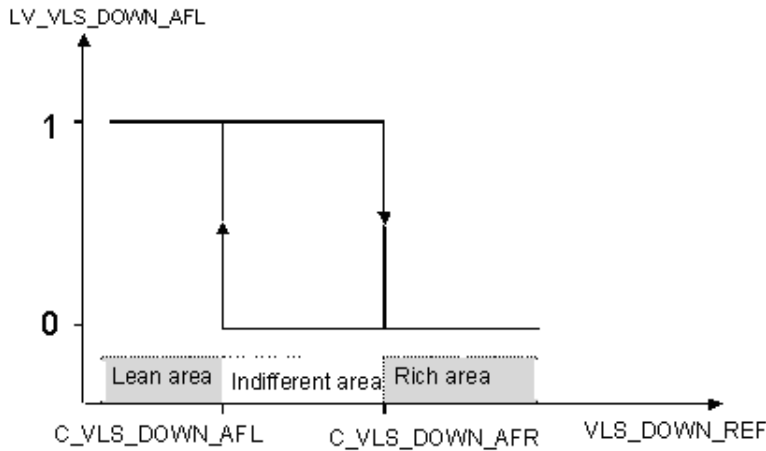 LV_VLS_DOWN_AFL
1
0
Lean area
Indifferent area
Rich area
C_VLS_DOWN_AFL
C_VLS_DOWN_AFR
VLS_DOWN_REF